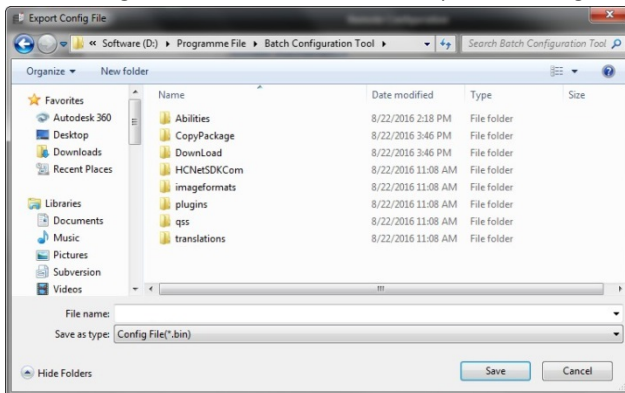 Export Config File
« Software (D:) ▸ Programme File ▸ Batch Configuration Tool ▸
Search Batch Configuration Tool
Organize ▾ New folder
Name Date modified Type Size
Favorites
Autodesk 360
Desktop
Downloads
Recent Places
Libraries
Documents
Music
Pictures
Subversion
Videos
Abilities 8/22/2016 2:18 PM File folder
CopyPackage 8/22/2016 3:46 PM File folder
DownLoad 8/22/2016 3:46 PM File folder
HCNetSDKCom 8/22/2016 11:08 AM File folder
imageformats 8/22/2016 11:08 AM File folder
plugins 8/22/2016 11:08 AM File folder
qss 8/22/2016 11:08 AM File folder
translations 8/22/2016 11:08 AM File folder
File name:
Save as type: Config File(*.bin)
Hide Folders Save Cancel